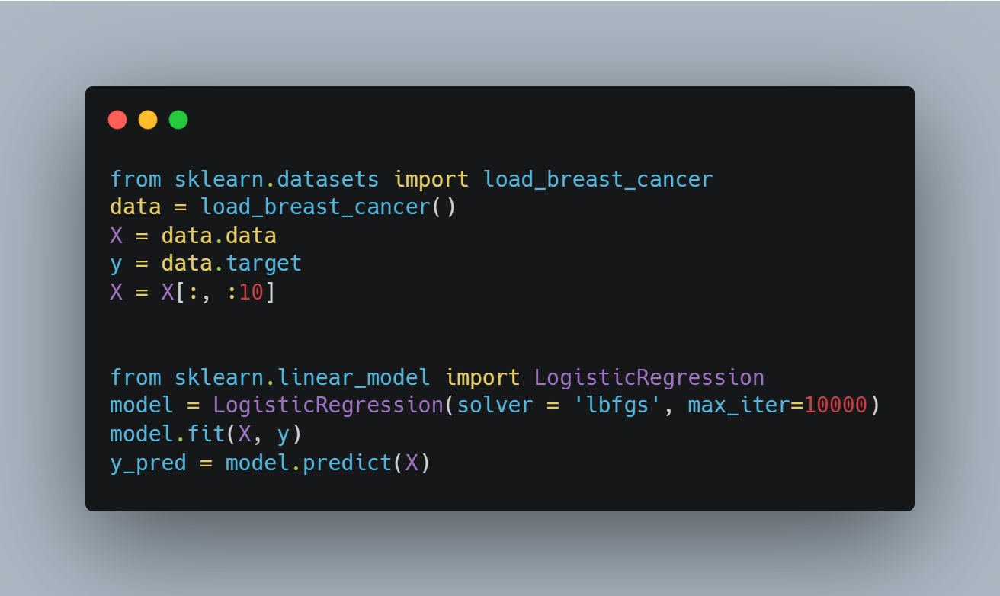 from sklearn.datasets import load_breast_cancer
data = load_breast_cancer()
X = data.data
y = data.target
X = X[:, :10]
from sklearn.linear_model import LogisticRegression
model = LogisticRegression(solver = 'lbfgs', max_iter=10000)
model.fit(X, y)
y_pred = model.predict(X)